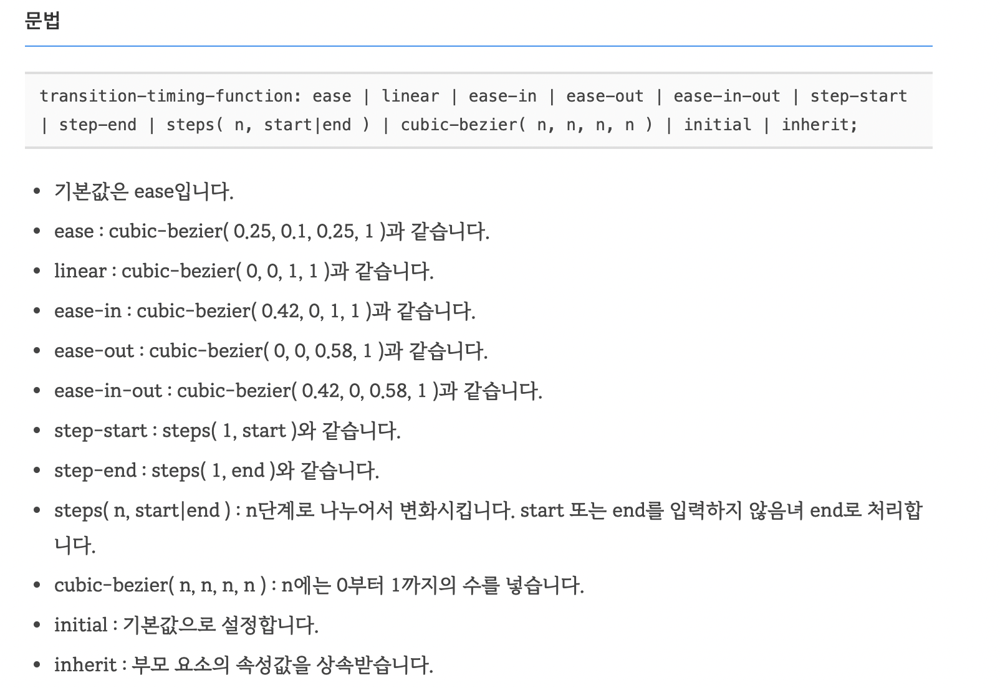 문법
transition-timing-function: ease | linear | ease-in | ease-out | ease-in-out | step-start
| step-end | steps( n, start|end ) | cubic-bezier( n, n, n, n ) | initial | inherit;
• 기본값은 ease입니다.
• ease : cubic-bezier( 0.25, 0.1, 0.25, 1 )과 같습니다.
• linear : cubic-bezier( 0, 0, 1, 1 )과 같습니다.
• ease-in : cubic-bezier( 0.42, 0, 1, 1 )과 같습니다.
• ease-out : cubic-bezier( 0, 0, 0.58, 1 )과 같습니다.
• ease-in-out : cubic-bezier( 0.42, 0, 0.58, 1 )과 같습니다.
• step-start : steps( 1, start )와 같습니다.
• step-end : steps( 1, end )와 같습니다.
• steps( n, start|end ) : n단계로 나누어서 변화시킵니다. start 또는 end를 입력하지 않음녀 end로 처리합
니다.
• cubic-bezier( n, n, n, n ) : n에는 0부터 1까지의 수를 넣습니다.
• initial : 기본값으로 설정합니다.
• inherit : 부모 요소의 속성값을 상속받습니다.